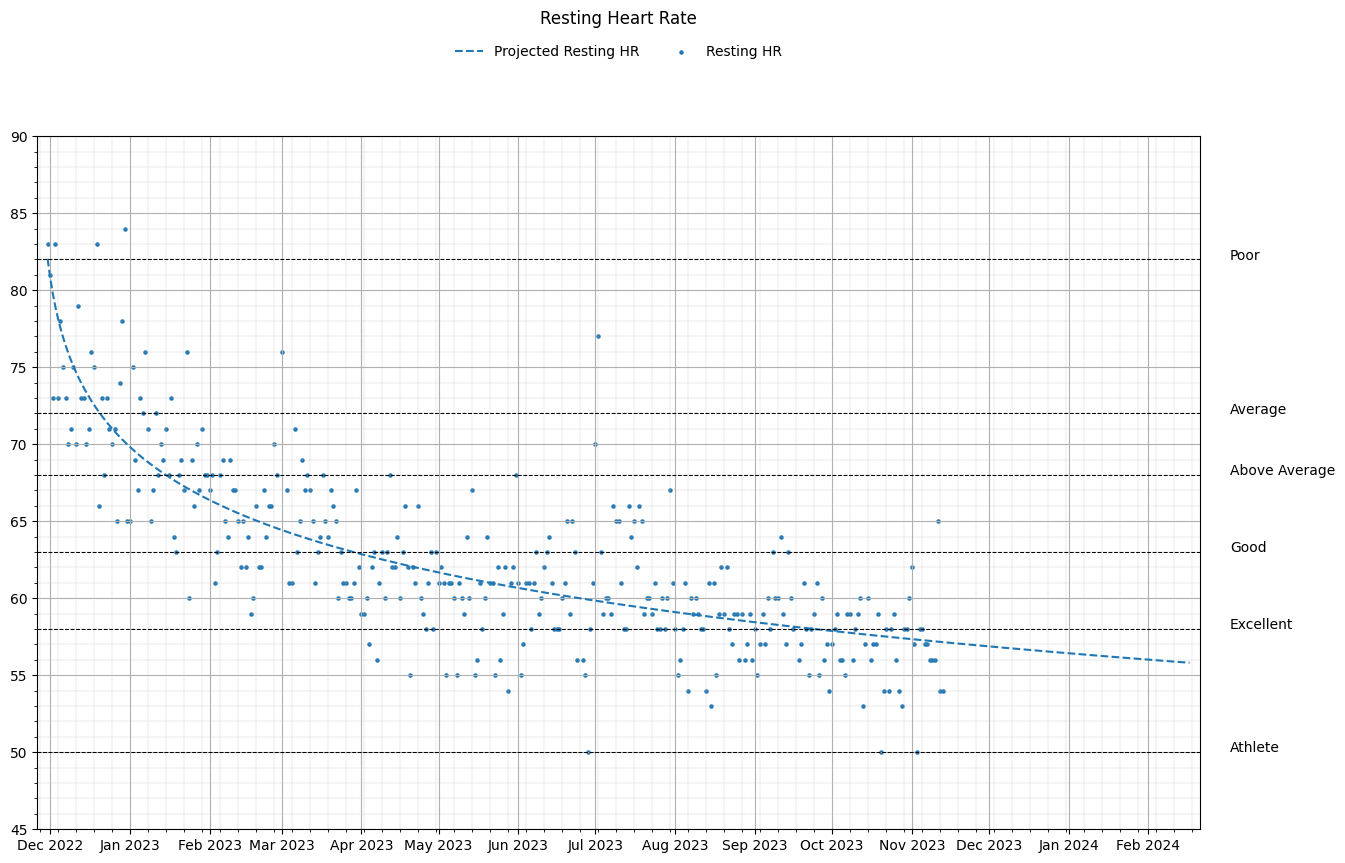 Resting Heart Rate
Projected Resting HR Resting HR
90
85
Poor
80
75
Average
70
Above Average
65
Good
60
Excellent
55
Athlete
50
45
Dec 2022 Jan 2023 Feb 2023 Mar 2023 Apr 2023 May 2023 Jun 2023 Jul 2023 Aug 2023 Sep 2023 Oct 2023 Nov 2023 Dec 2023 Jan 2024 Feb 2024